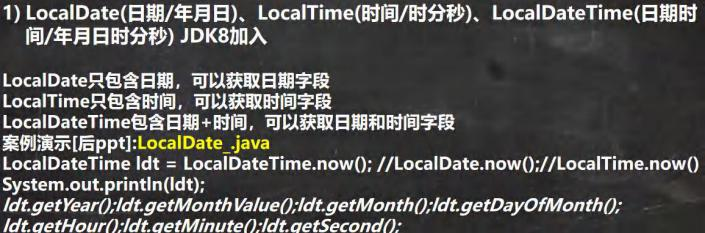 1) LocalDate(日期/年月日)、LocalTime(时间/时分秒)、LocalDateTime(日期时
间/年月日时分秒) JDK8加入
LocalDate只包含日期，可以获取日期字段
LocalTime只包含时间，可以获取时间字段
LocalDateTime包含日期+时间，可以获取日期和时间字段
案例演示[后ppt]:LocalDate_.java
LocalDateTime ldt = LocalDateTime.now(); //LocalDate.now();//LocalTime.now()
System.out.println(ldt);
ldt.getYear();ldt.getMonthValue();ldt.getMonth();ldt.getDayOfMonth();
ldt.getHour();ldt.getMinute();ldt.getSecond();